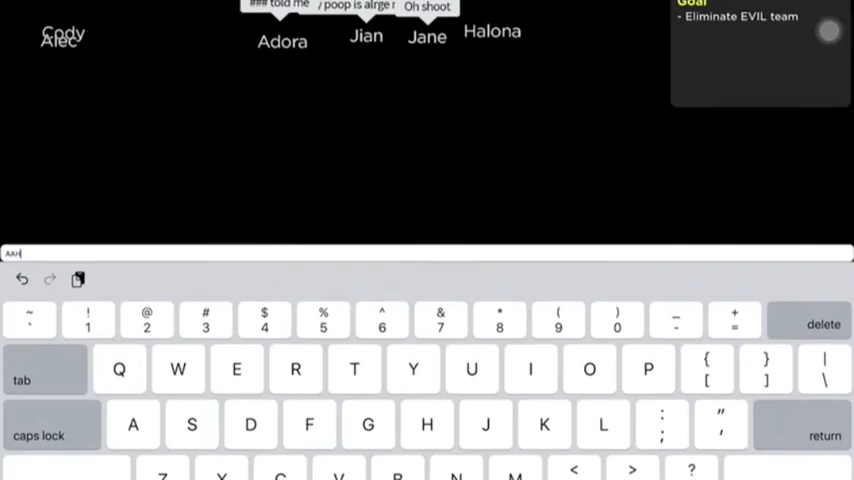 Goal
- Eliminate EVIL team
### told me
poop is
Oh shoot
Cody
Alec
Adora
Jian
Jane
Halona
AAH
~ ! @ # $ % ^ & * ( ) _ +
` 1 2 3 4 5 6 7 8 9 0 - = delete
{ } |
tab Q W E R T Y U I O P [ ] \
: "
caps lock A S D F G H J K L ; ' return
Z X C V B N M < > ?